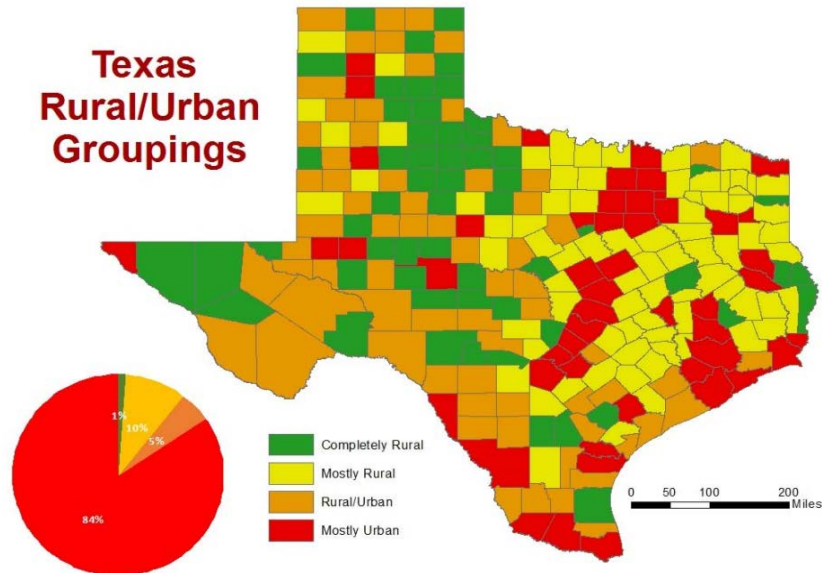 Texas
Rural/Urban
Groupings
1%
10%
5%
84%
Completely Rural
Mostly Rural
Rural/Urban
Mostly Urban
0 50 100 200
Miles